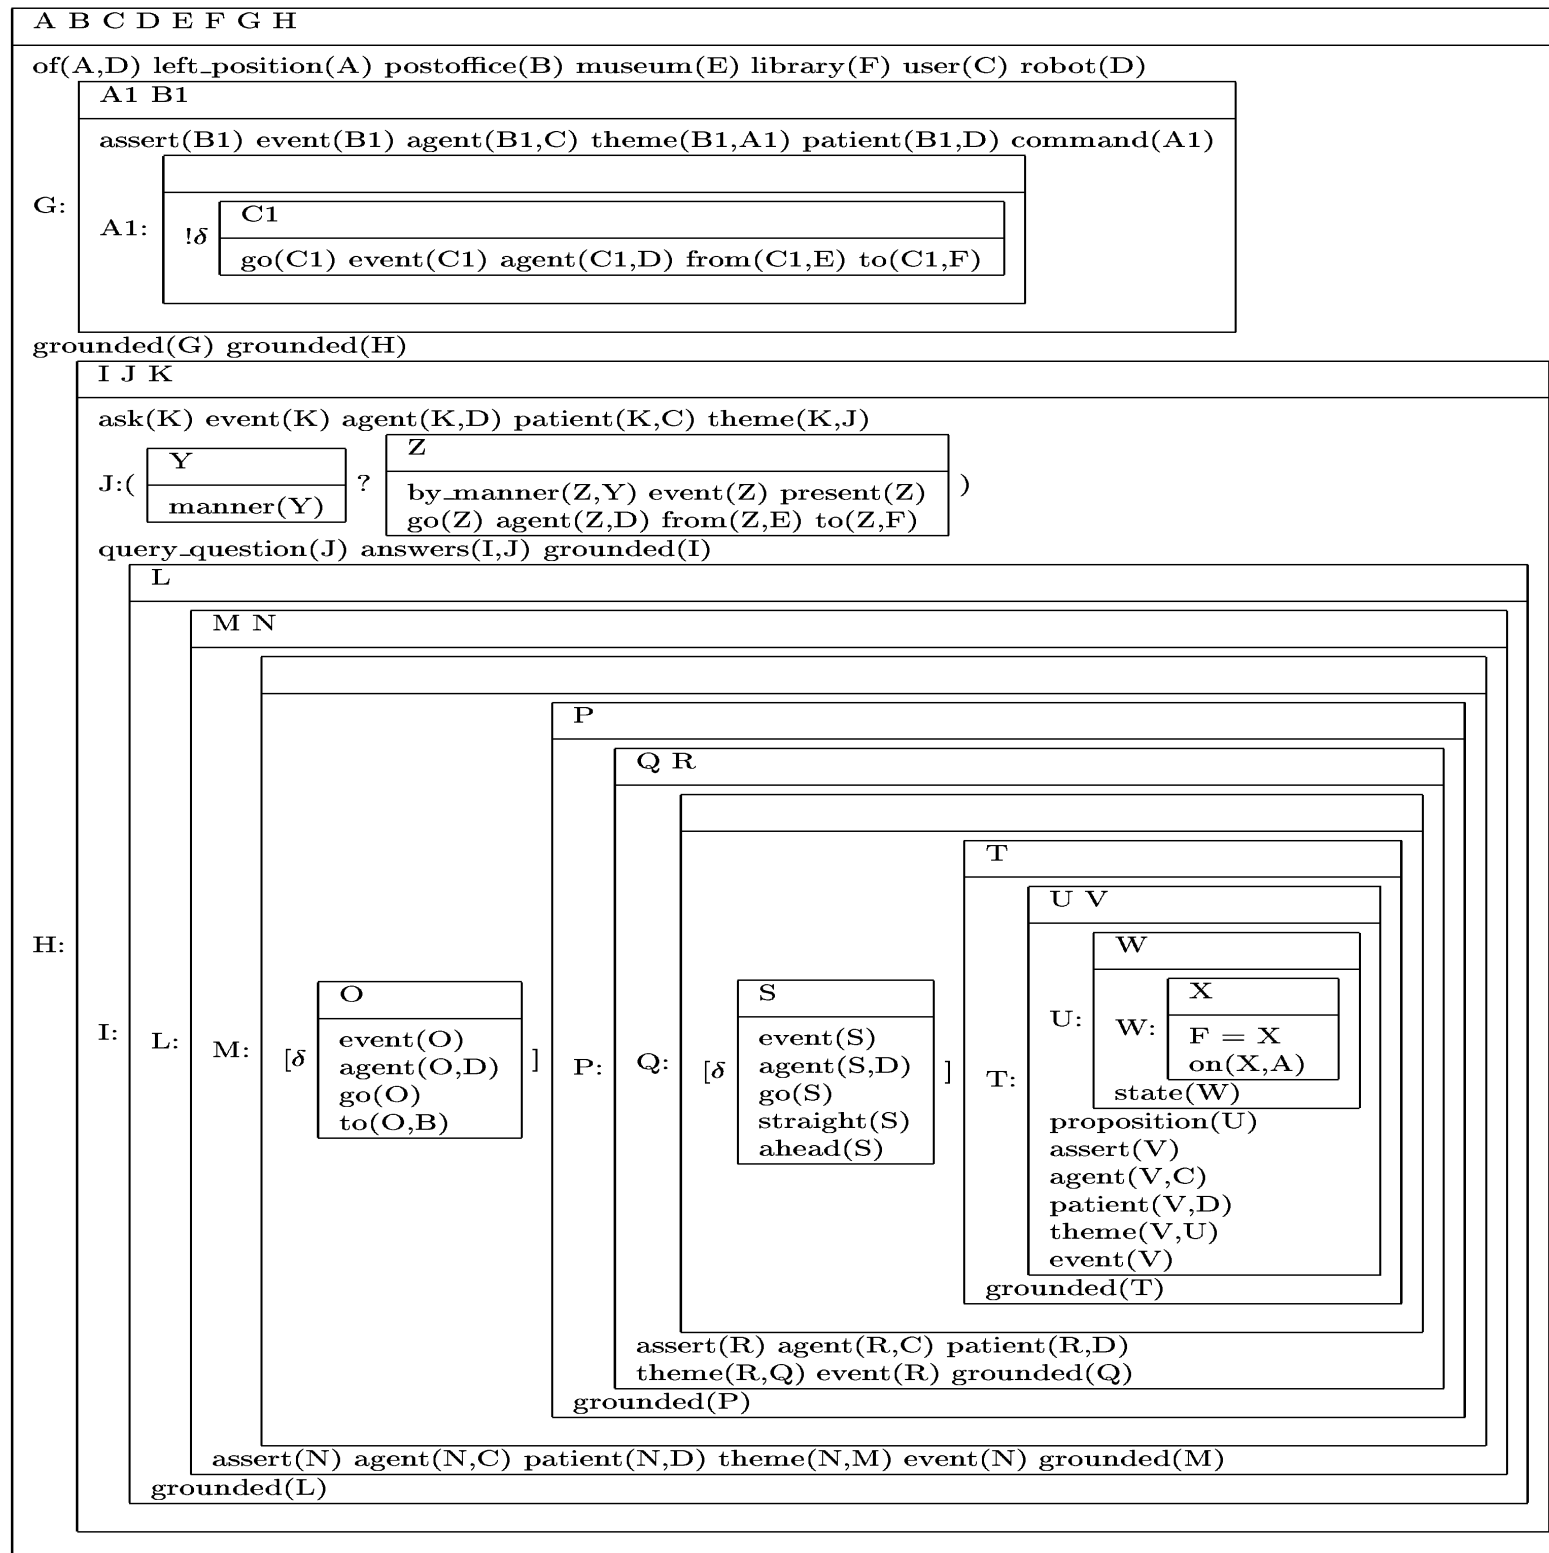 A B C D E F G H
of(A,D) left_position(A) postoffice(B) museum(E) library(F) user(C) robot(D)
A1 B1
assert(B1) event(B1) agent(B1,C) theme(B1,A1) patient(B1,D) command(A1)
G:
A1:
!δ
C1
go(C1) event(C1) agent(C1,D) from(C1,E) to(C1,F)
grounded(G) grounded(H)
I J K
ask(K) event(K) agent(K,D) patient(K,C) theme(K,J)
J:(
Y
manner(Y)
?
Z
by_manner(Z,Y) event(Z) present(Z)
go(Z) agent(Z,D) from(Z,E) to(Z,F)
)
query_question(J) answers(I,J) grounded(I)
L
M N
P
Q R
T
U V
W
H:
I:
L:
M:
[δ
O
event(O)
agent(O,D)
go(O)
to(O,B)
]
P:
Q:
[δ
S
event(S)
agent(S,D)
go(S)
straight(S)
ahead(S)
]
T:
U:
W:
X
F = X
on(X,A)
state(W)
proposition(U)
assert(V)
agent(V,C)
patient(V,D)
theme(V,U)
event(V)
grounded(T)
assert(R) agent(R,C) patient(R,D)
theme(R,Q) event(R) grounded(Q)
grounded(P)
assert(N) agent(N,C) patient(N,D) theme(N,M) event(N) grounded(M)
grounded(L)